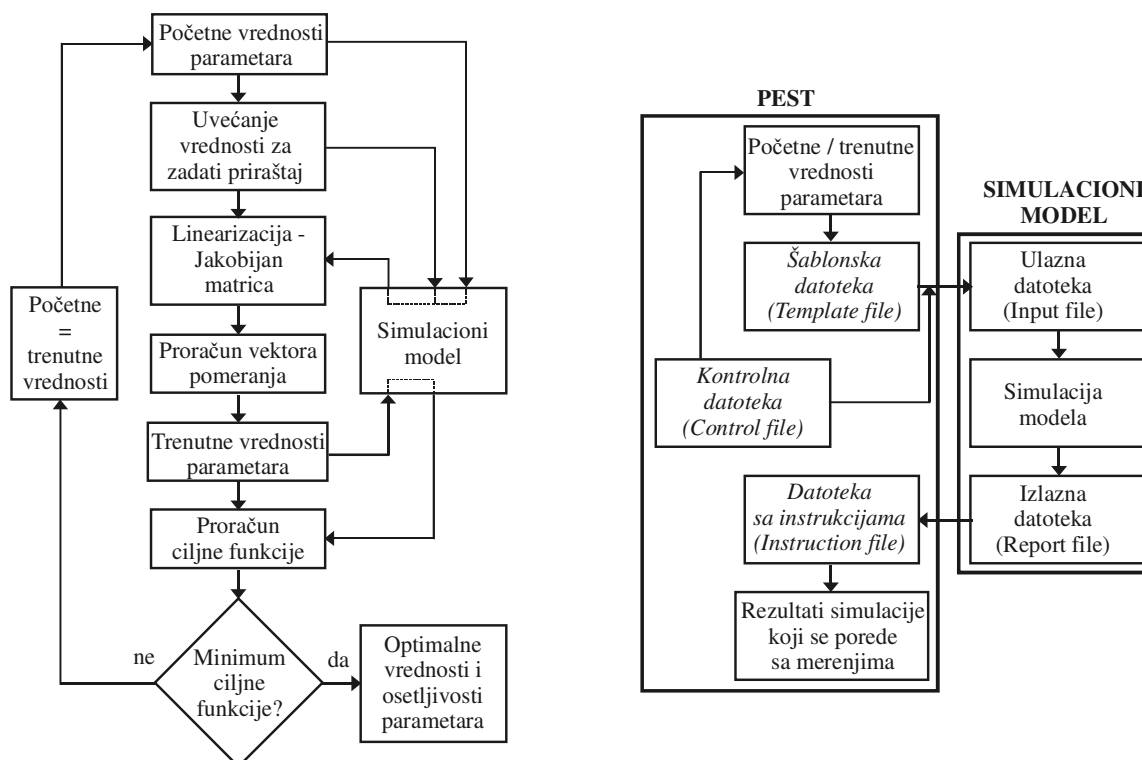 Početne vrednosti
parametara
Uvećanje
vrednosti za
zadati priraštaj
Linearizacija -
Jakobijan
matrica
Početne
=
trenutne
vrednosti
Simulacioni
model
Proračun vektora
pomeranja
Trenutne vrednosti
parametara
Proračun
ciljne funkcije
ne
Minimum
ciljne
funkcije?
da
Optimalne
vrednosti i
osetljivosti
parametara
PEST
Početne / trenutne
vrednosti
parametara
Šablonska
datoteka
(Template file)
Kontrolna
datoteka
(Control file)
Datoteka
sa instrukcijama
(Instruction file)
Rezultati simulacije
koji se porede
sa merenjima
SIMULACIONI
MODEL
Ulazna
datoteka
(Input file)
Simulacija
modela
Izlazna
datoteka
(Report file)